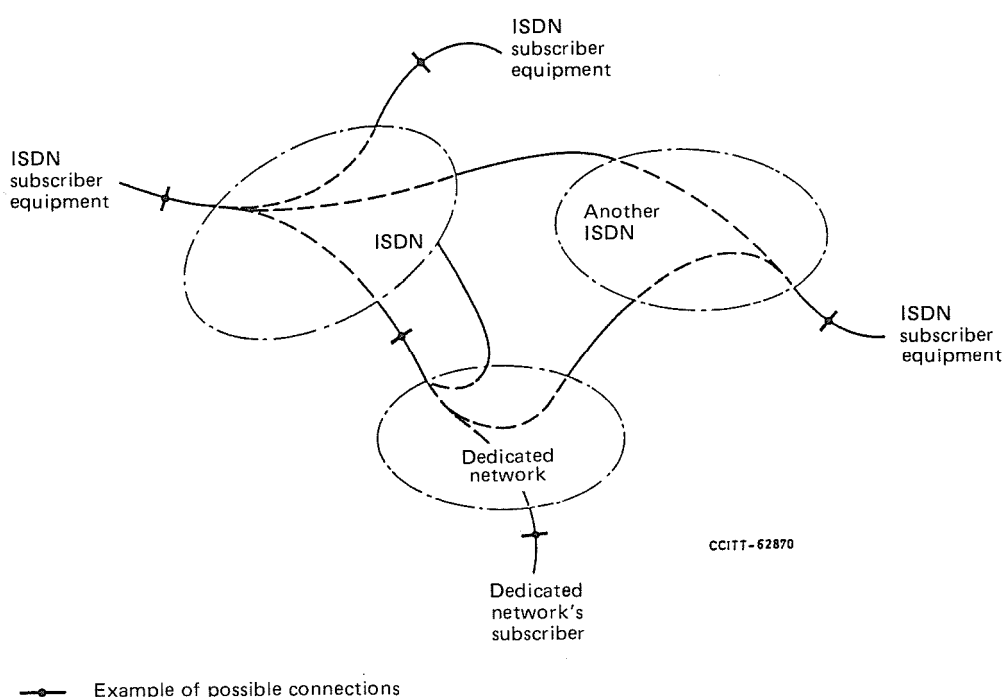 ISDN
subscriber
equipment
ISDN
subscriber
equipment
ISDN
Another
ISDN
ISDN
subscriber
equipment
Dedicated
network
CCITT-62870
Dedicated
network's
subscriber
Example of possible connections